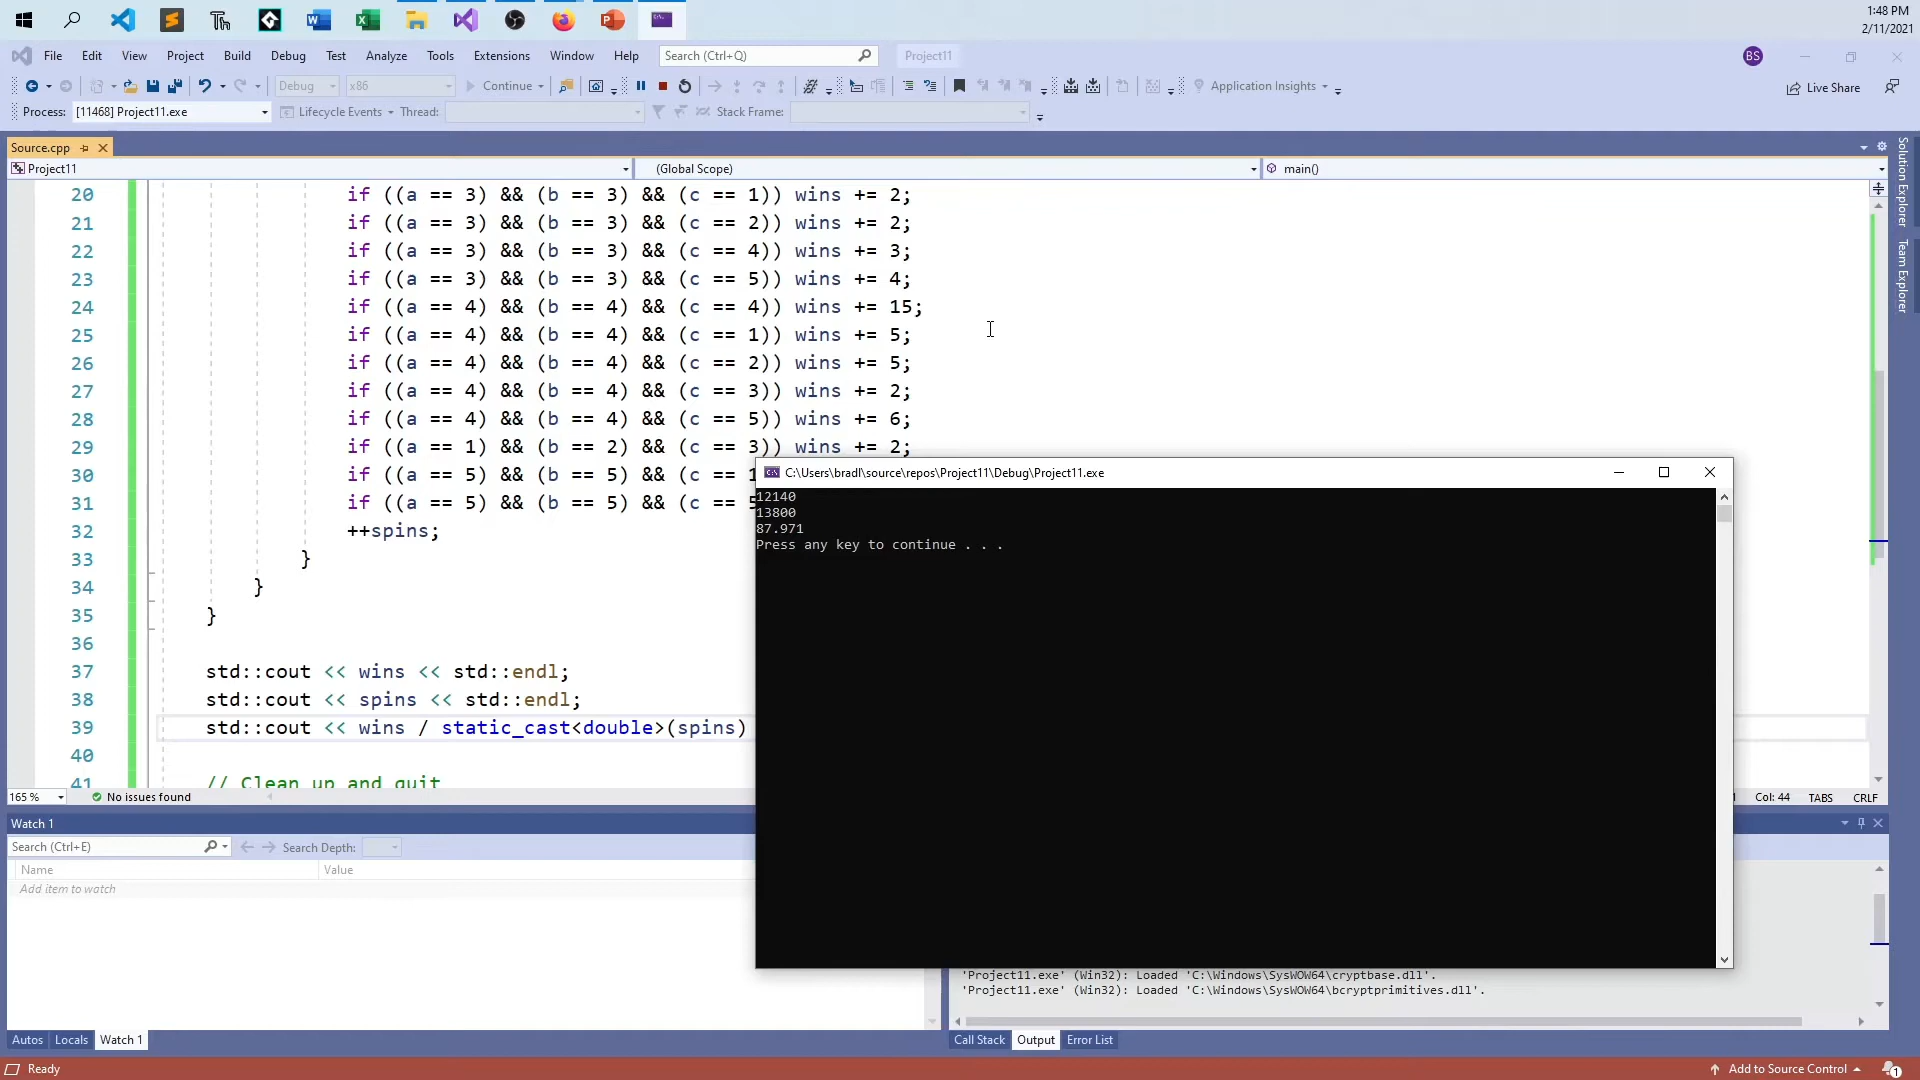 1:48 PM
2/11/2021
File Edit View Project Build Debug Test Analyze Tools Extensions Window Help Search (Ctrl+Q) Project11 BS
Debug x86 Continue Application Insights Live Share
Process: [11468] Project11.exe Lifecycle Events Thread: Stack Frame:
Source.cpp
Project11 (Global Scope) main()
Solution Explorer
Team Explorer
20 if ((a == 3) && (b == 3) && (c == 1)) wins += 2;
21 if ((a == 3) && (b == 3) && (c == 2)) wins += 2;
22 if ((a == 3) && (b == 3) && (c == 4)) wins += 3;
23 if ((a == 3) && (b == 3) && (c == 5)) wins += 4;
24 if ((a == 4) && (b == 4) && (c == 4)) wins += 15;
25 if ((a == 4) && (b == 4) && (c == 1)) wins += 5;
26 if ((a == 4) && (b == 4) && (c == 2)) wins += 5;
27 if ((a == 4) && (b == 4) && (c == 3)) wins += 2;
28 if ((a == 4) && (b == 4) && (c == 5)) wins += 6;
29 if ((a == 1) && (b == 2) && (c == 3)) wins += 2;
30 if ((a == 5) && (b == 5) && (c == 
31 if ((a == 5) && (b == 5) && (c == 
32 ++spins;
33 }
34 }
35 }
36
37 std::cout << wins << std::endl;
38 std::cout << spins << std::endl;
39 std::cout << wins / static_cast<double>(spins)
40
41 // Clean up and quit
C:\Users\bradl\source\repos\Project11\Debug\Project11.exe
12140
13800
87.971
Press any key to continue . . .
165 % No issues found Col: 44 TABS CRLF
Watch 1
Search (Ctrl+E) Search Depth:
Name Value
Add item to watch
'Project11.exe' (Win32): Loaded 'C:\Windows\SysWOW64\cryptbase.dll'.
'Project11.exe' (Win32): Loaded 'C:\Windows\SysWOW64\bcryptprimitives.dll'.
Autos Locals Watch 1 Call Stack Output Error List
Ready Add to Source Control 1